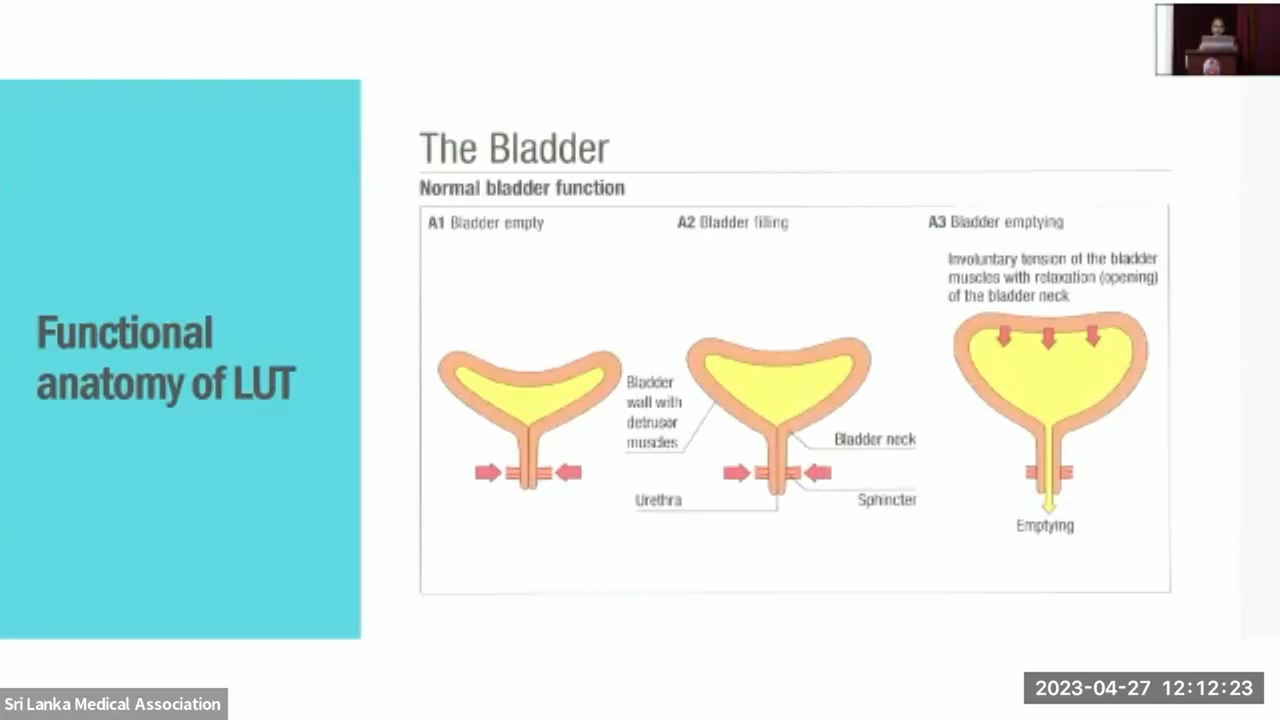 Functional
anatomy of LUT
The Bladder
Normal bladder function
A1 Bladder empty
A2 Bladder filling
A3 Bladder emptying
Involuntary tension of the bladder
muscles with relaxation (opening)
of the bladder neck
Bladder
wall with
detrusor
muscles
Bladder neck
Urethra
Sphincter
Emptying
Sri Lanka Medical Association
2023-04-27 12:12:23